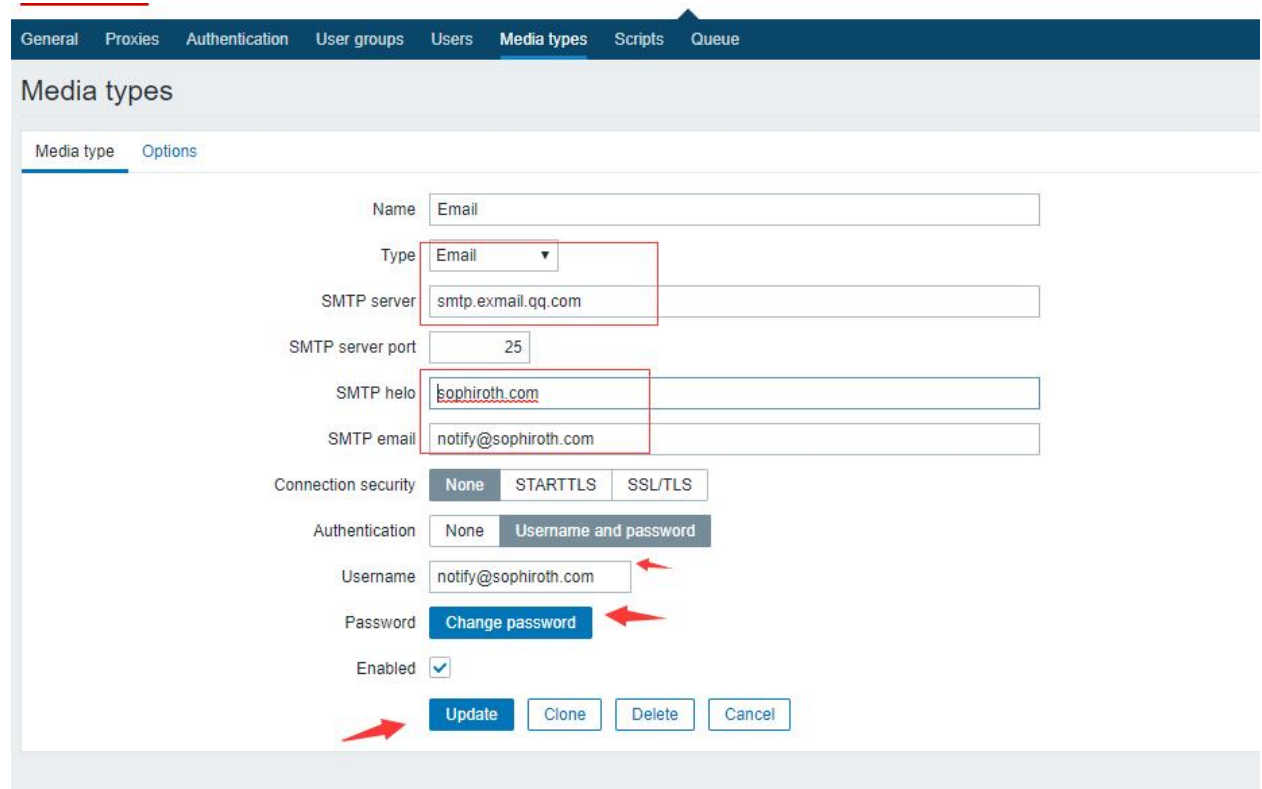 General Proxies Authentication User groups Users Media types Scripts Queue
Media types
Media type Options
Name Email
Type Email
SMTP server smtp.exmail.qq.com
SMTP server port 25
SMTP helo sophiroth.com
SMTP email notify@sophiroth.com
Connection security None STARTTLS SSL/TLS
Authentication None Username and password
Username notify@sophiroth.com
Password Change password
Enabled
Update Clone Delete Cancel